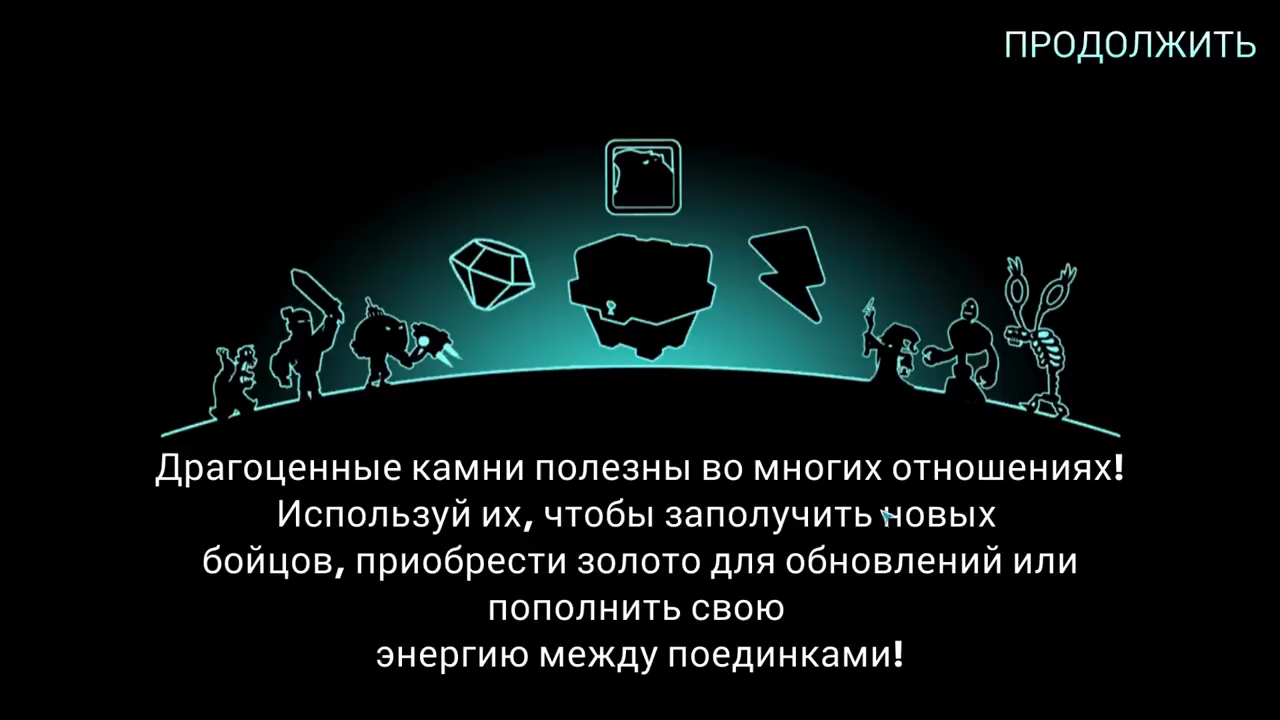 ПРОДОЛЖИТЬ
Драгоценные камни полезны во многих отношениях!
Используй их, чтобы заполучить новых
бойцов, приобрести золото для обновлений или
пополнить свою
энергию между поединками!